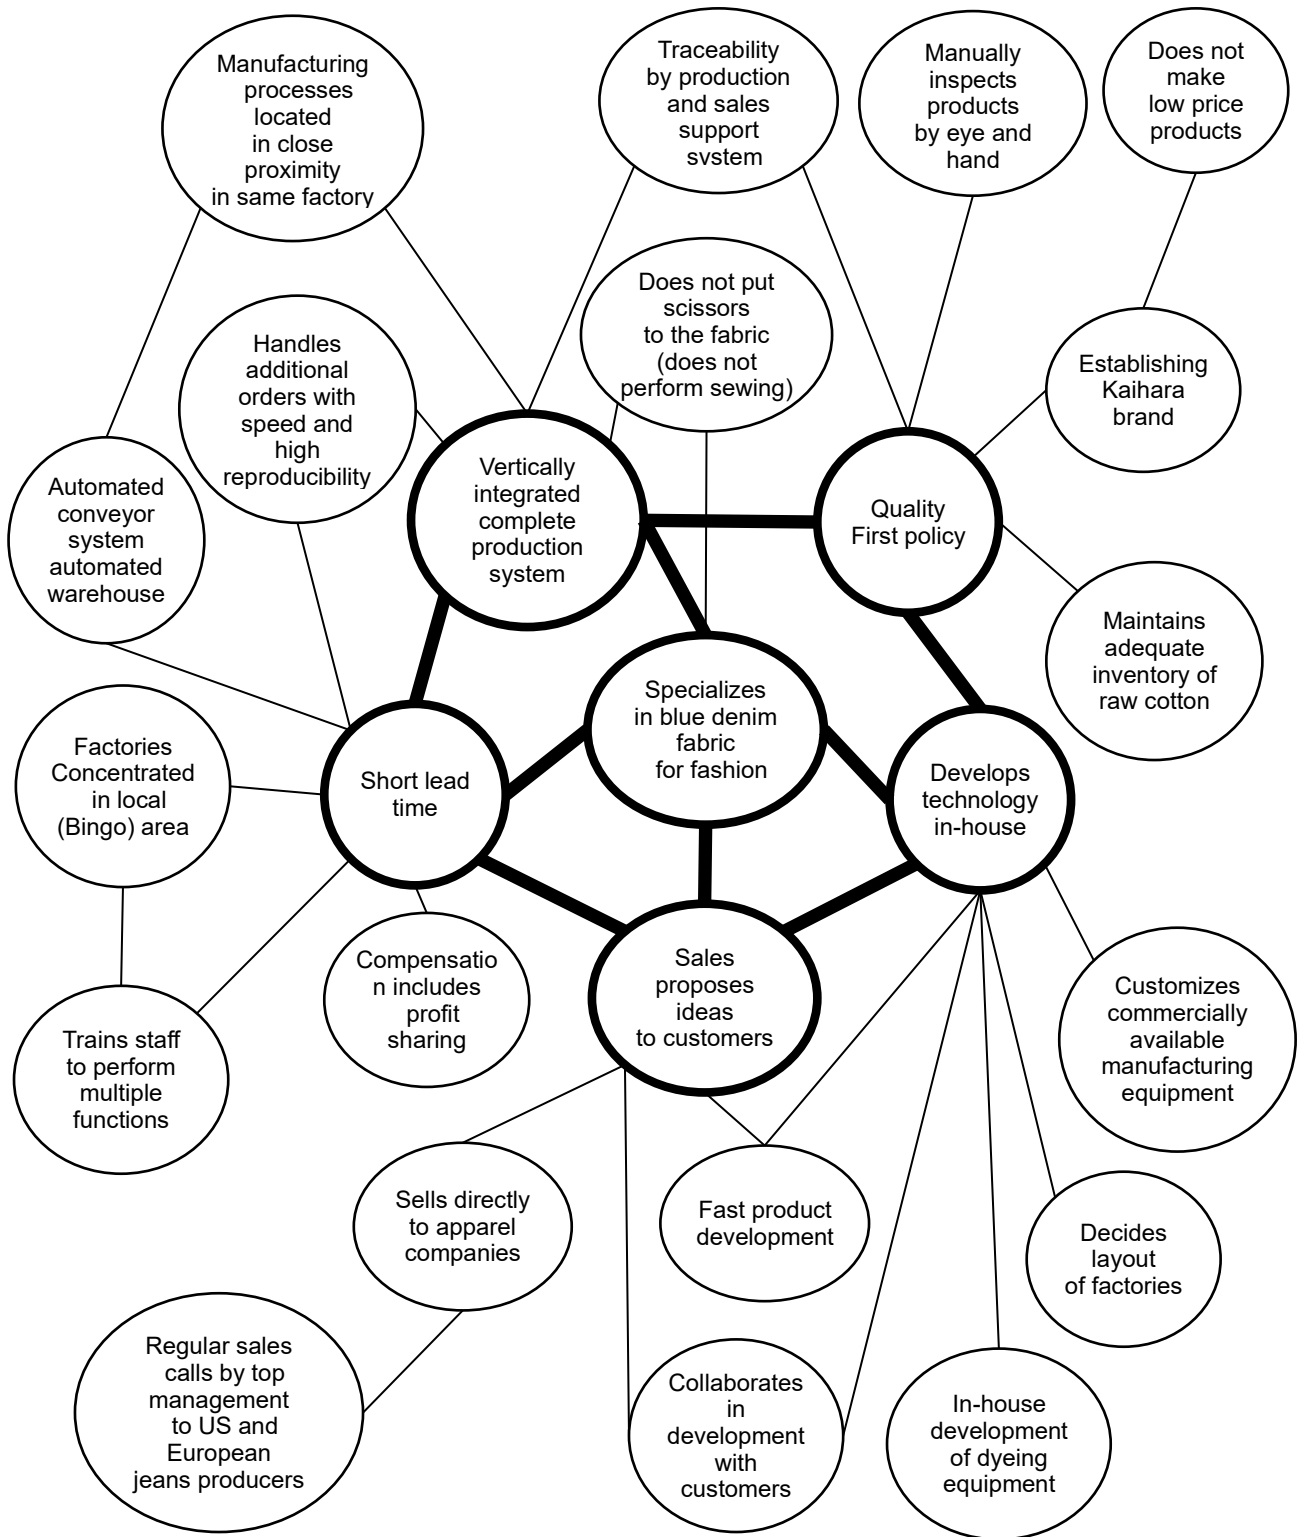 Manufacturing
processes
located
in close
proximity
in same factory
Traceability
by production
and sales
support
system
Manually
inspects
products
by eye and
hand
Does not
make
low price
products
Does not put
scissors
to the fabric
(does not
perform sewing)
Handles
additional
orders with
speed and
high
reproducibility
Establishing
Kaihara
brand
Automated
conveyor
system
automated
warehouse
Vertically
integrated
complete
production
system
Quality
First policy
Maintains
adequate
inventory of
raw cotton
Specializes
in blue denim
fabric
for fashion
Factories
Concentrated
in local
(Bingo) area
Short lead
time
Develops
technology
in-house
Compensatio
n includes
profit
sharing
Sales
proposes
ideas
to customers
Customizes
commercially
available
manufacturing
equipment
Trains staff
to perform
multiple
functions
Sells directly
to apparel
companies
Fast product
development
Decides
layout
of factories
Regular sales
calls by top
management
to US and
European
jeans producers
Collaborates
in
development
with
customers
In-house
development
of dyeing
equipment